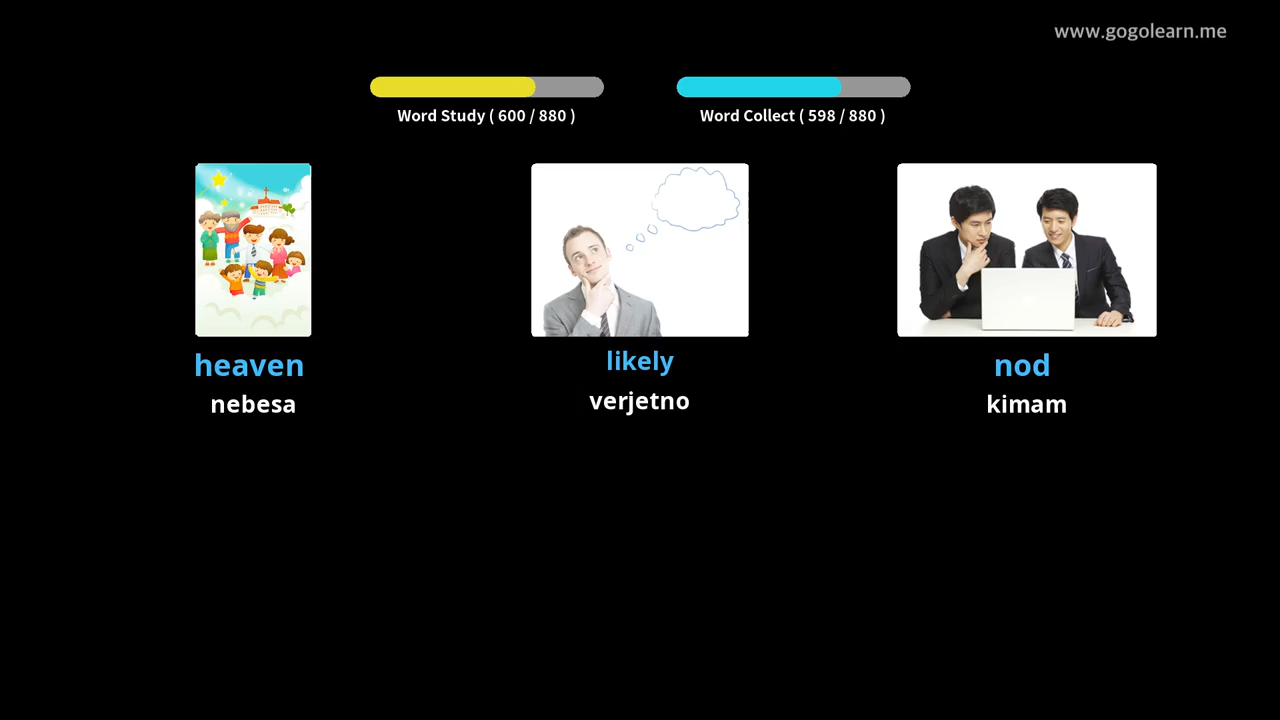 www.gogolearn.me
Word Study ( 600 / 880 )
Word Collect ( 598 / 880 )
heaven
nebesa
likely
verjetno
nod
kimam